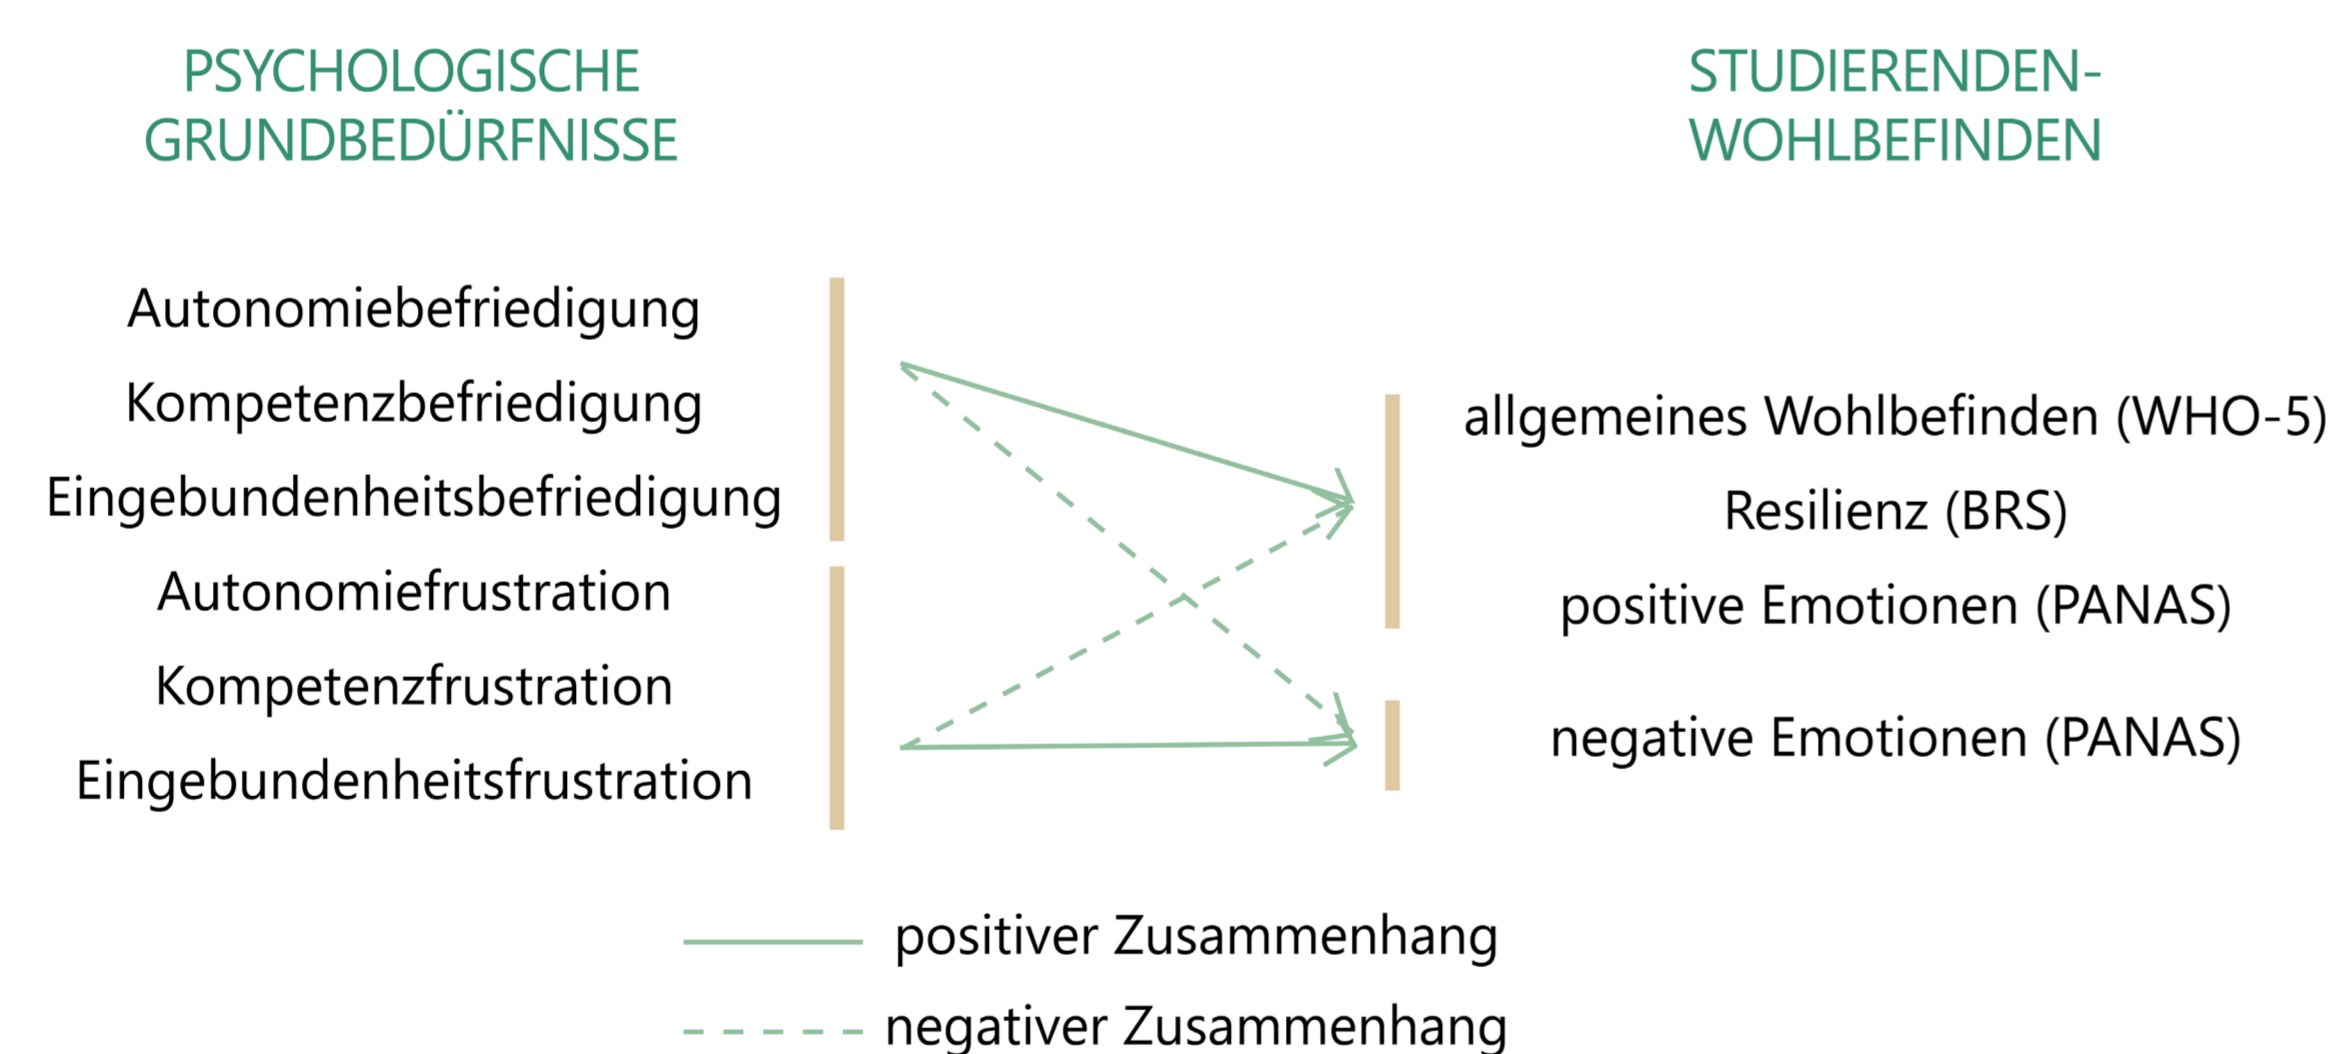 PSYCHOLOGISCHE
GRUNDBEDÜRFNISSE
STUDIERENDEN-
WOHLBEFINDEN
Autonomiebefriedigung
Kompetenzbefriedigung
Eingebundenheitsbefriedigung
Autonomiefrustration
Kompetenzfrustration
Eingebundenheitsfrustration
allgemeines Wohlbefinden (WHO-5)
Resilienz (BRS)
positive Emotionen (PANAS)
negative Emotionen (PANAS)
positiver Zusammenhang
negativer Zusammenhang